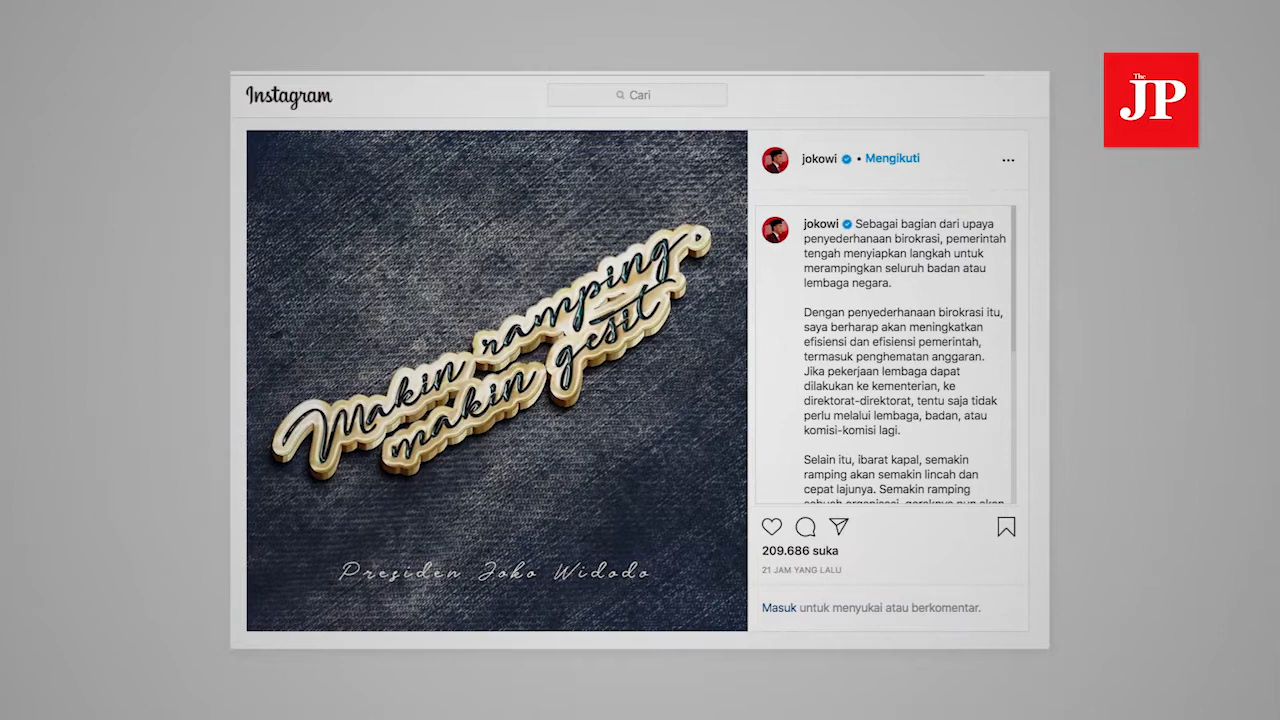 The
JP
Instagram
Cari
Makin ramping,
makin gesit
Presiden Joko Widodo
jokowi • Mengikuti
jokowi Sebagai bagian dari upaya
penyederhanaan birokrasi, pemerintah
tengah menyiapkan langkah untuk
merampingkan seluruh badan atau
lembaga negara.
Dengan penyederhanaan birokrasi itu,
saya berharap akan meningkatkan
efisiensi dan efisiensi pemerintah,
termasuk penghematan anggaran.
Jika pekerjaan lembaga dapat
dilakukan ke kementerian, ke
direktorat-direktorat, tentu saja tidak
perlu melalui lembaga, badan, atau
komisi-komisi lagi.
Selain itu, ibarat kapal, semakin
ramping akan semakin lincah dan
cepat lajunya. Semakin ramping
209.686 suka
21 JAM YANG LALU
Masuk untuk menyukai atau berkomentar.